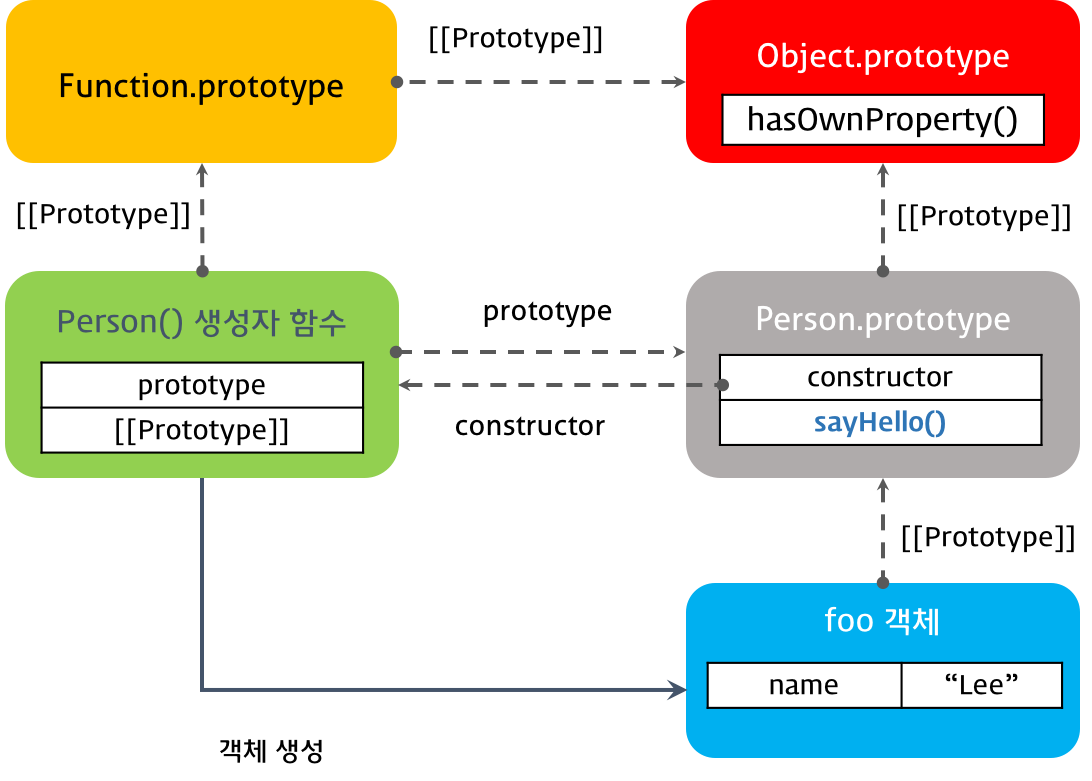 [[Prototype]]
Function.prototype
Object.prototype
hasOwnProperty()
[[Prototype]]
[[Prototype]]
Person() 생성자 함수
prototype
[[Prototype]]
prototype
constructor
Person.prototype
constructor
sayHello()
[[Prototype]]
foo 객체
name
“Lee”
객체 생성